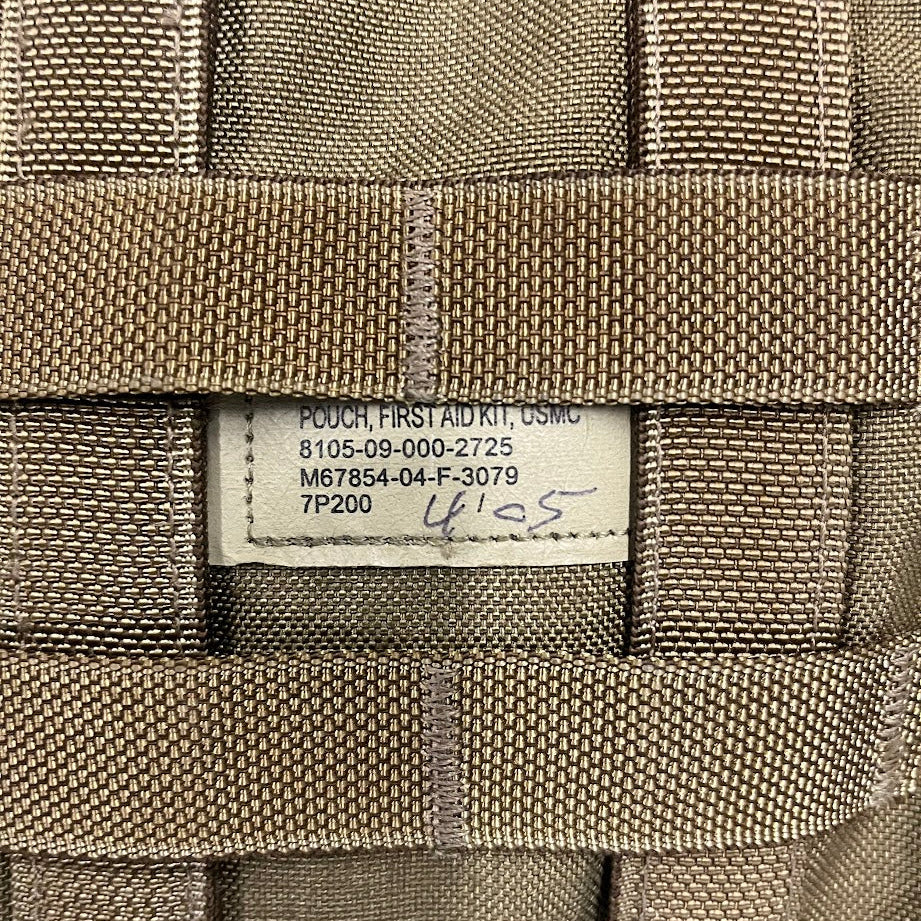 POUCH, FIRST AID KIT, USMC
8105-09-000-2725
M67854-04-F-3079
7P200 4'05